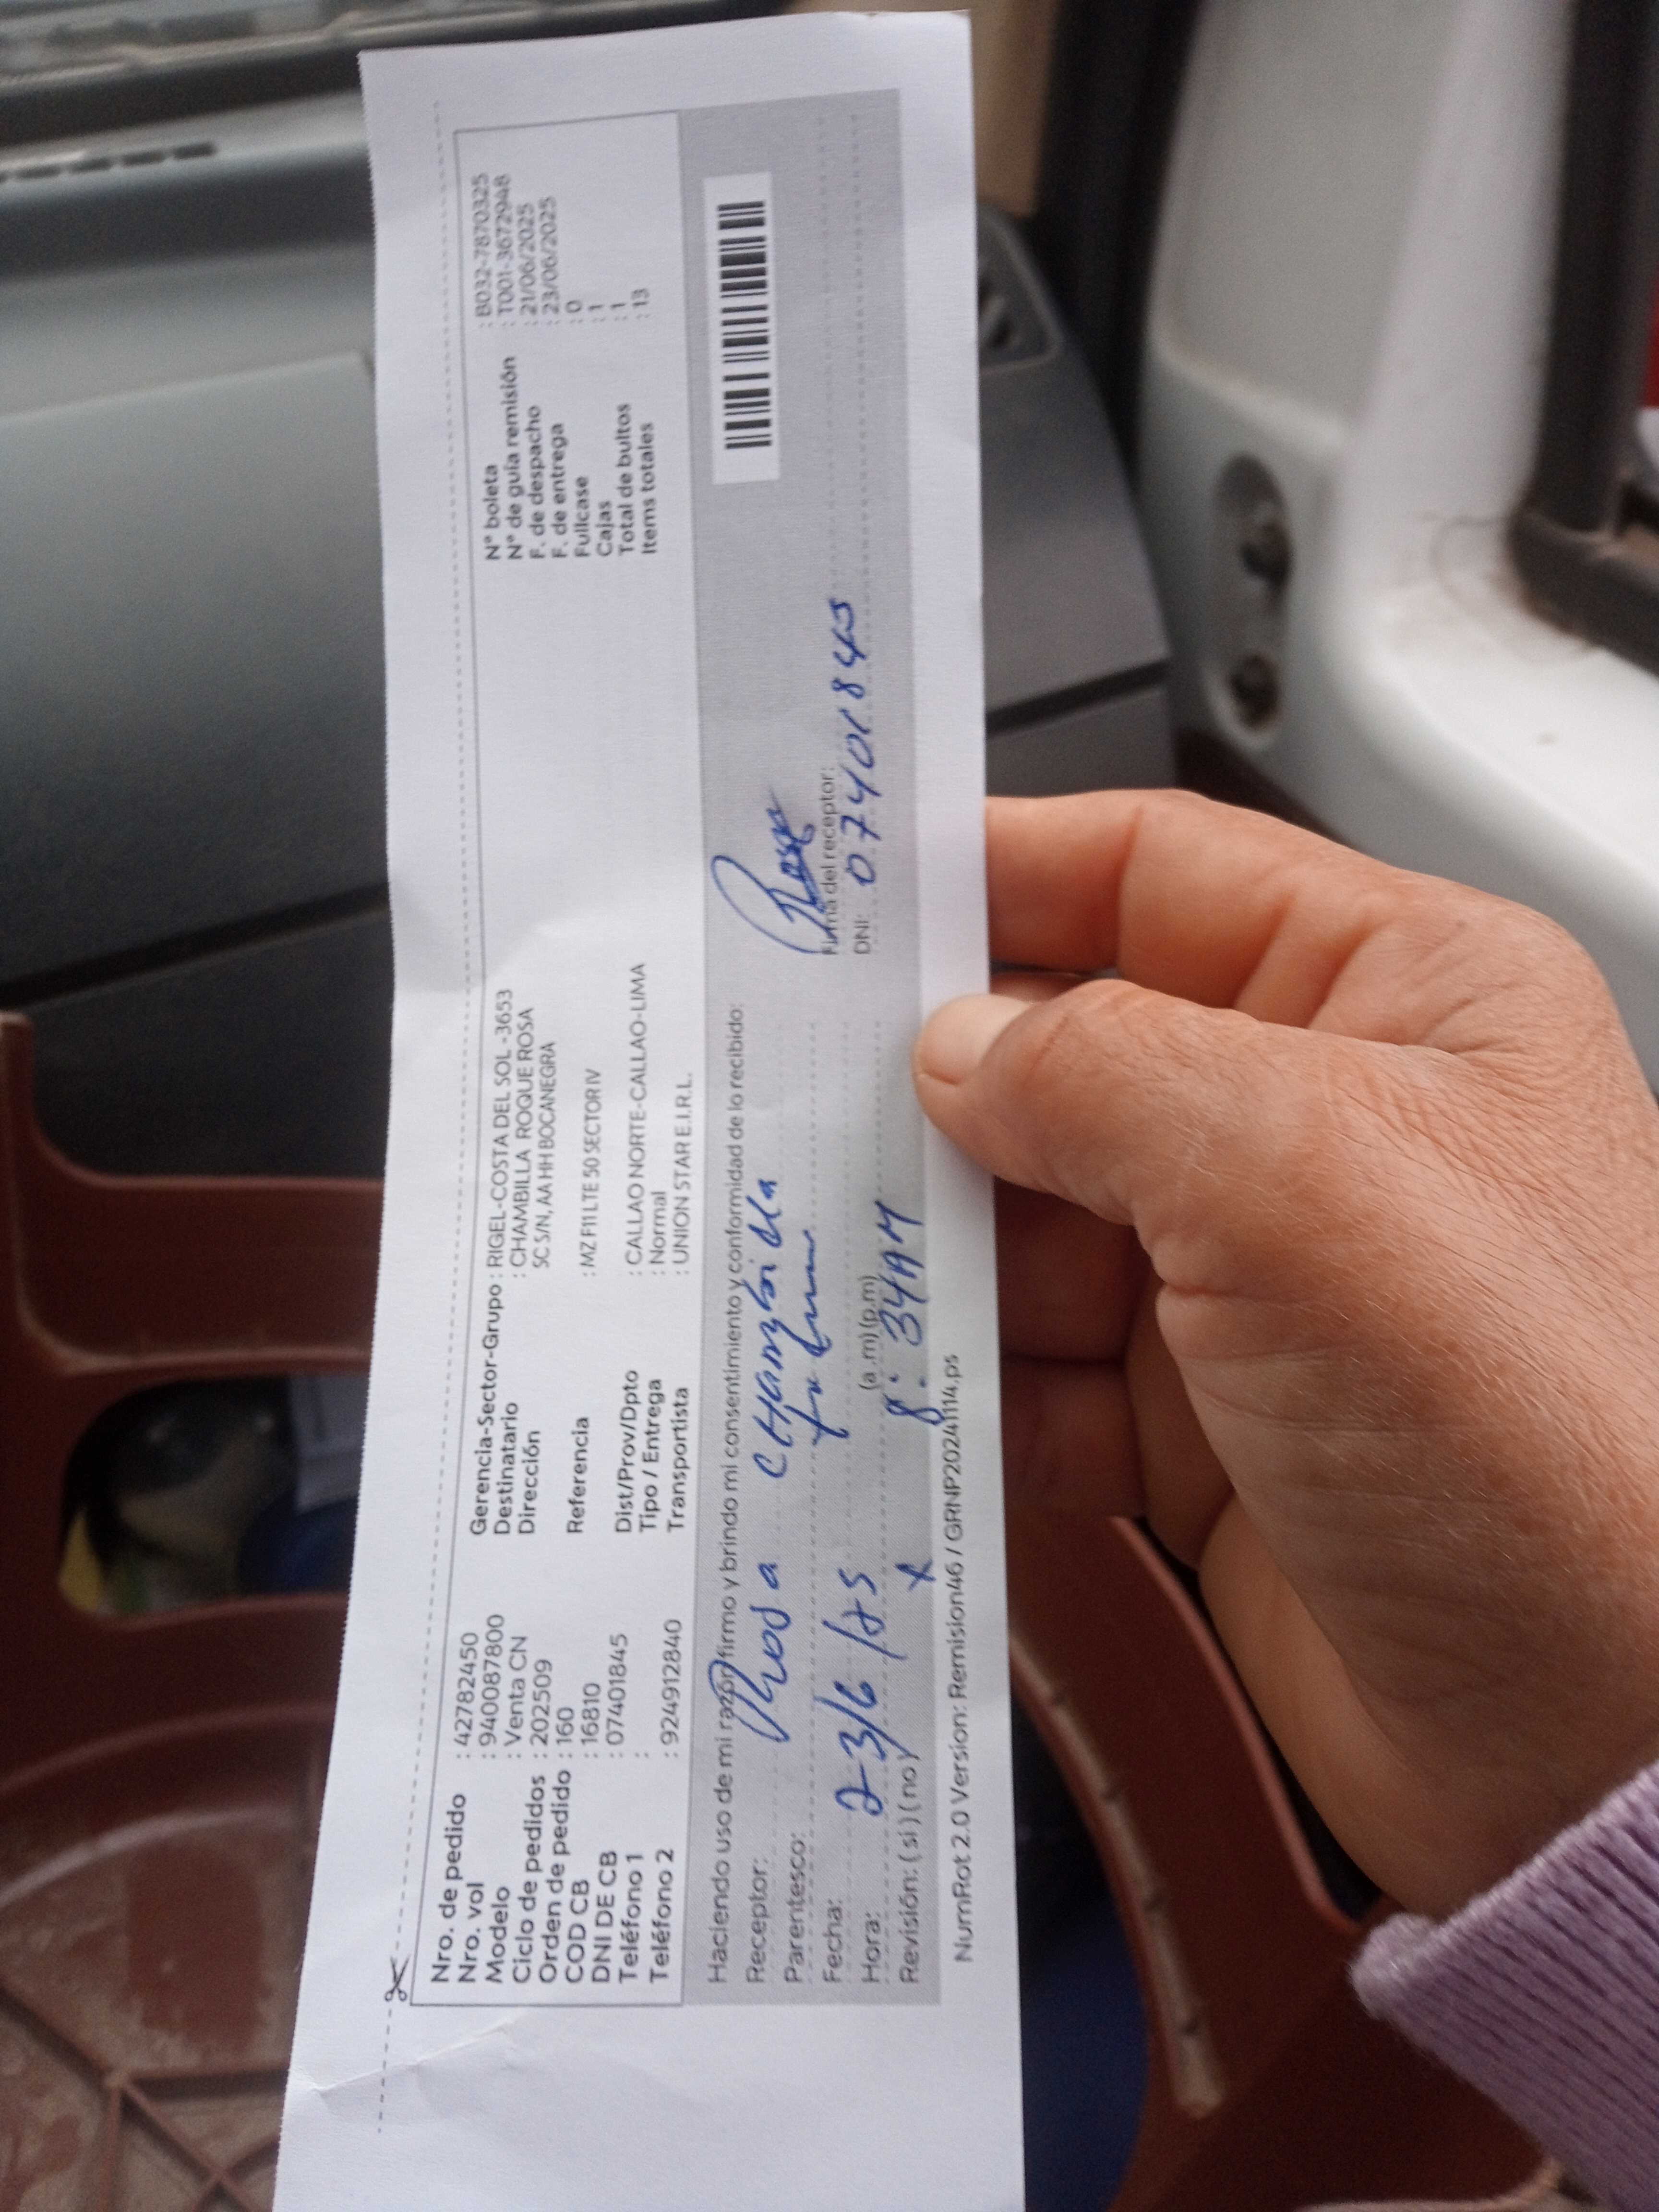 Nro. de pedido : 42782450
Nro. vol : 940087800
Modelo : Venta CN
Ciclo de pedidos : 202509
Orden de pedido : 160
COD CB : 16810
DNI DE CB : 07401845
Teléfono 1 :
Teléfono 2 : 924912840
Gerencia-Sector-Grupo : RIGEL-COSTA DEL SOL -3653
Destinatario : CHAMBILLA ROQUE ROSA
Dirección SC S/N, AA HH BOCANEGRA
Referencia : MZ F11 LTE 50 SECTOR IV
Dist/Prov/Dpto : CALLAO NORTE-CALLAO-LIMA
Tipo / Entrega : Normal
Transportista : UNION STAR E.I.R.L.
N° boleta : B032-7870325
N° de guía remisión : T001-3672948
F. de despacho : 21/06/2025
F. de entrega : 23/06/2025
Fullcase : 0
Cajas : 1
Total de bultos : 1
Items totales : 13
Haciendo uso de mi razón firmo y brindo mi consentimiento y conformidad de lo recibido:
Receptor: Rosa CHambilla
Parentesco:
Fecha: 23/6/25
Hora: (a.m) (p.m) 8:34AM
Revisión: ( si ) ( no ) x
Rosa
Firma del receptor:
DNI: 07401845
NumRot 2.0 Version: Remision46 / GRNP20241114.ps